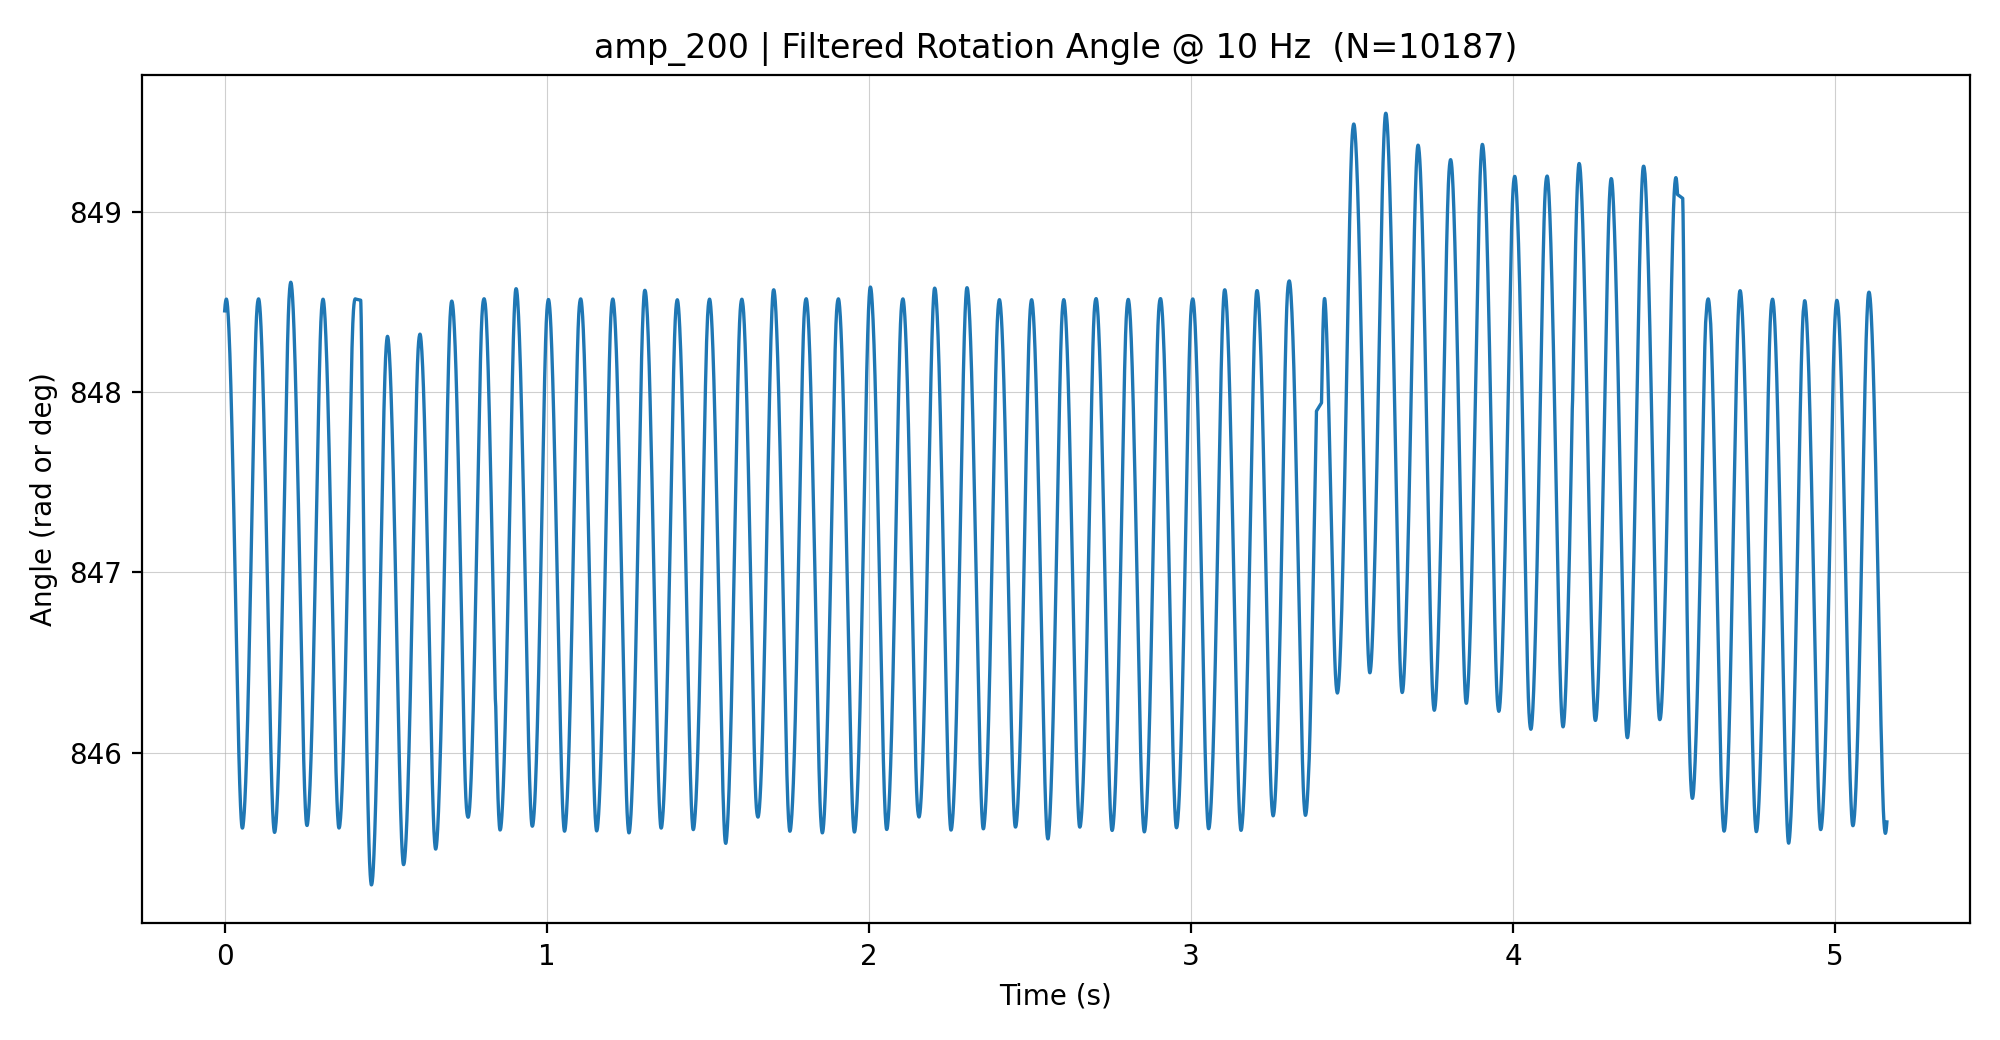 amp_200 | Filtered Rotation Angle @ 10 Hz  (N=10187)
Angle (rad or deg)
849
848
847
846
0 1 2 3 4 5
Time (s)